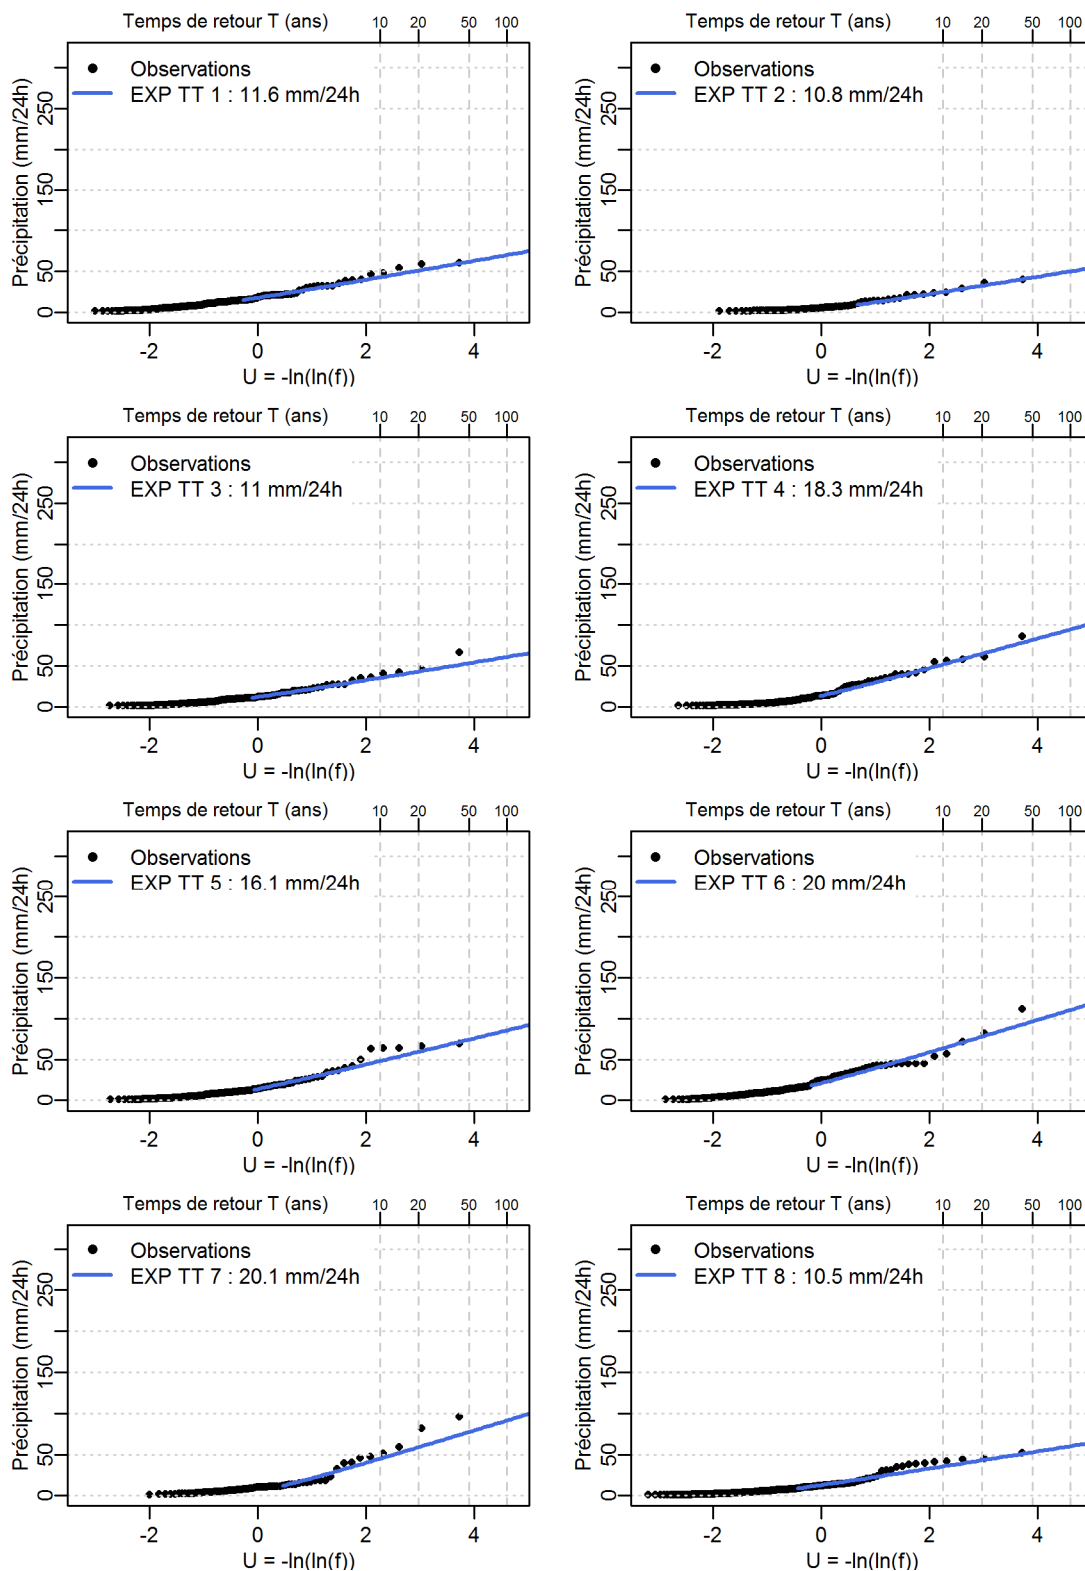 Temps de retour T (ans) 10 20 50 100
Précipitation (mm/24h)
250
150
50
0
Observations
EXP TT 1 : 11.6 mm/24h
-2 0 2 4
U = -ln(ln(f))
Temps de retour T (ans) 10 20 50 100
Précipitation (mm/24h)
250
150
50
0
Observations
EXP TT 2 : 10.8 mm/24h
-2 0 2 4
U = -ln(ln(f))
Temps de retour T (ans) 10 20 50 100
Précipitation (mm/24h)
250
150
50
0
Observations
EXP TT 3 : 11 mm/24h
-2 0 2 4
U = -ln(ln(f))
Temps de retour T (ans) 10 20 50 100
Précipitation (mm/24h)
250
150
50
0
Observations
EXP TT 4 : 18.3 mm/24h
-2 0 2 4
U = -ln(ln(f))
Temps de retour T (ans) 10 20 50 100
Précipitation (mm/24h)
250
150
50
0
Observations
EXP TT 5 : 16.1 mm/24h
-2 0 2 4
U = -ln(ln(f))
Temps de retour T (ans) 10 20 50 100
Précipitation (mm/24h)
250
150
50
0
Observations
EXP TT 6 : 20 mm/24h
-2 0 2 4
U = -ln(ln(f))
Temps de retour T (ans) 10 20 50 100
Précipitation (mm/24h)
250
150
50
0
Observations
EXP TT 7 : 20.1 mm/24h
-2 0 2 4
U = -ln(ln(f))
Temps de retour T (ans) 10 20 50 100
Précipitation (mm/24h)
250
150
50
0
Observations
EXP TT 8 : 10.5 mm/24h
-2 0 2 4
U = -ln(ln(f))